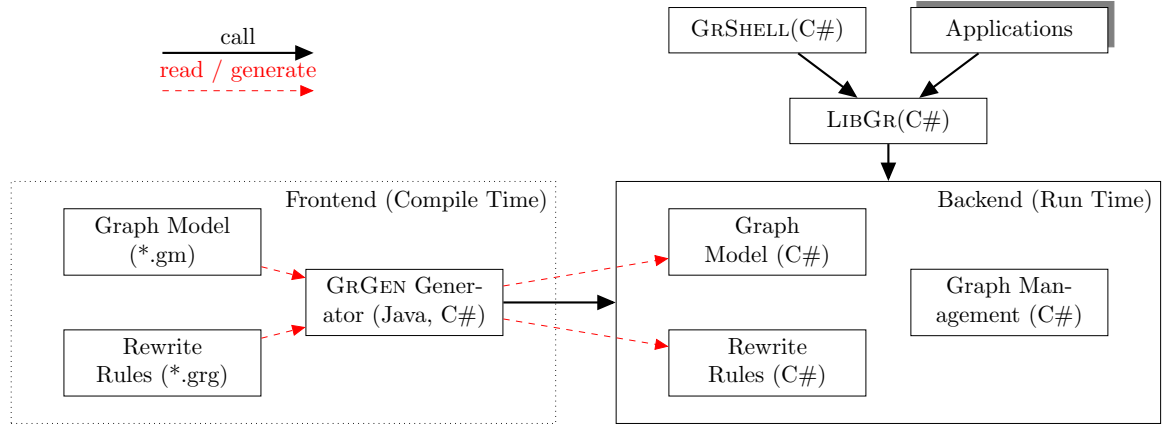 GRSHELL(C#)
Applications
call
read / generate
LIBGR(C#)
Frontend (Compile Time)
Backend (Run Time)
Graph Model
(*.gm)
GRGEN Gener-
ator (Java, C#)
Rewrite
Rules (*.grg)
Graph
Model (C#)
Graph Man-
agement (C#)
Rewrite
Rules (C#)